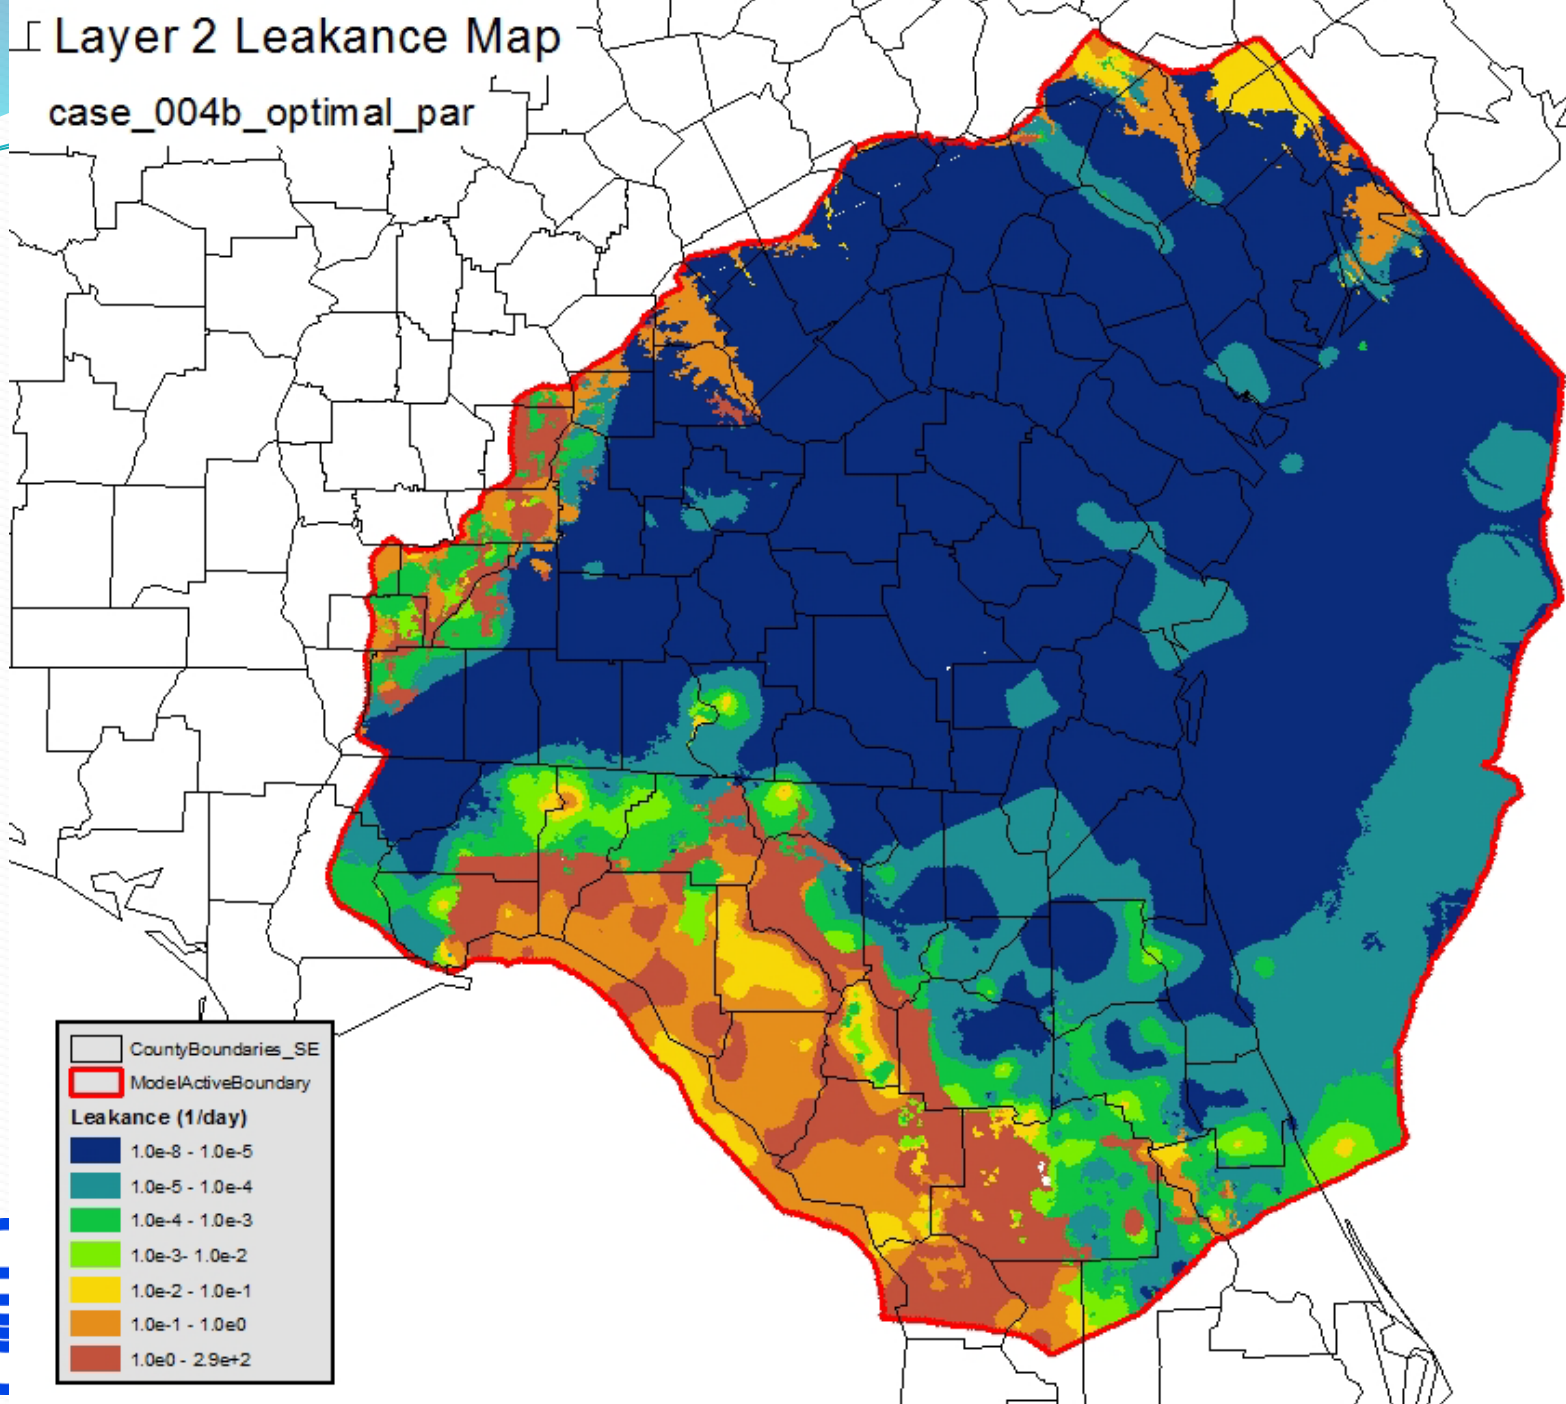 Layer 2 Leakance Map
case_004b_optimal_par
CountyBoundaries_SE
ModelActiveBoundary
Leakance (1/day)
1.0e-8 - 1.0e-5
1.0e-5 - 1.0e-4
1.0e-4 - 1.0e-3
1.0e-3- 1.0e-2
1.0e-2 - 1.0e-1
1.0e-1 - 1.0e0
1.0e0 - 2.9e+2